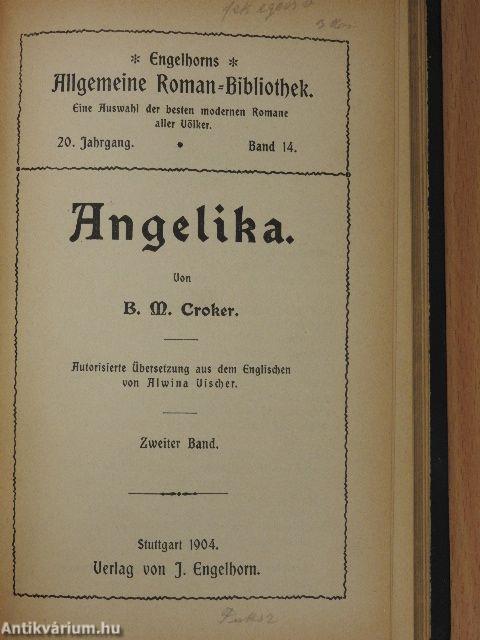 * Engelhorns *
Allgemeine Roman-Bibliothek.
Eine Auswahl der besten modernen Romane
aller Völker.
20. Jahrgang. • Band 14.
Angelika.
Von
B. M. Croker.
Autorisierte Übersetzung aus dem Englischen
von Alwina Vischer.
Zweiter Band.
Stuttgart 1904.
Verlag von J. Engelhorn.
Antikvárium.hu